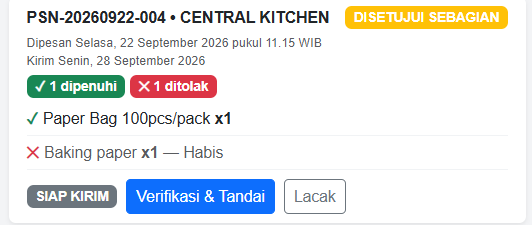 PSN-20260922-004 • CENTRAL KITCHEN DISETUJUI SEBAGIAN
Dipesan Selasa, 22 September 2026 pukul 11.15 WIB
Kirim Senin, 28 September 2026
✓ 1 dipenuhi ✕ 1 ditolak
✓ Paper Bag 100pcs/pack x1
✕ Baking paper x1 — Habis
SIAP KIRIM Verifikasi & Tandai Lacak